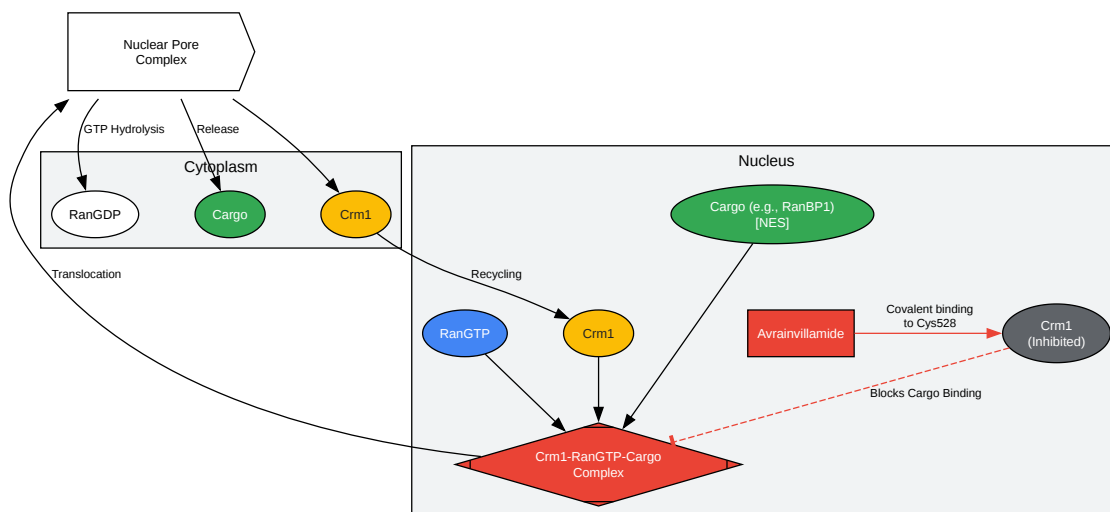 Nuclear Pore
Complex
GTP Hydrolysis
Release
Cytoplasm
RanGDP
Cargo
Crm1
Translocation
Recycling
Nucleus
Cargo (e.g., RanBP1)
[NES]
RanGTP
Crm1
Avrainvillamide
Covalent binding
to Cys528
Crm1
(Inhibited)
Blocks Cargo Binding
Crm1-RanGTP-Cargo
Complex